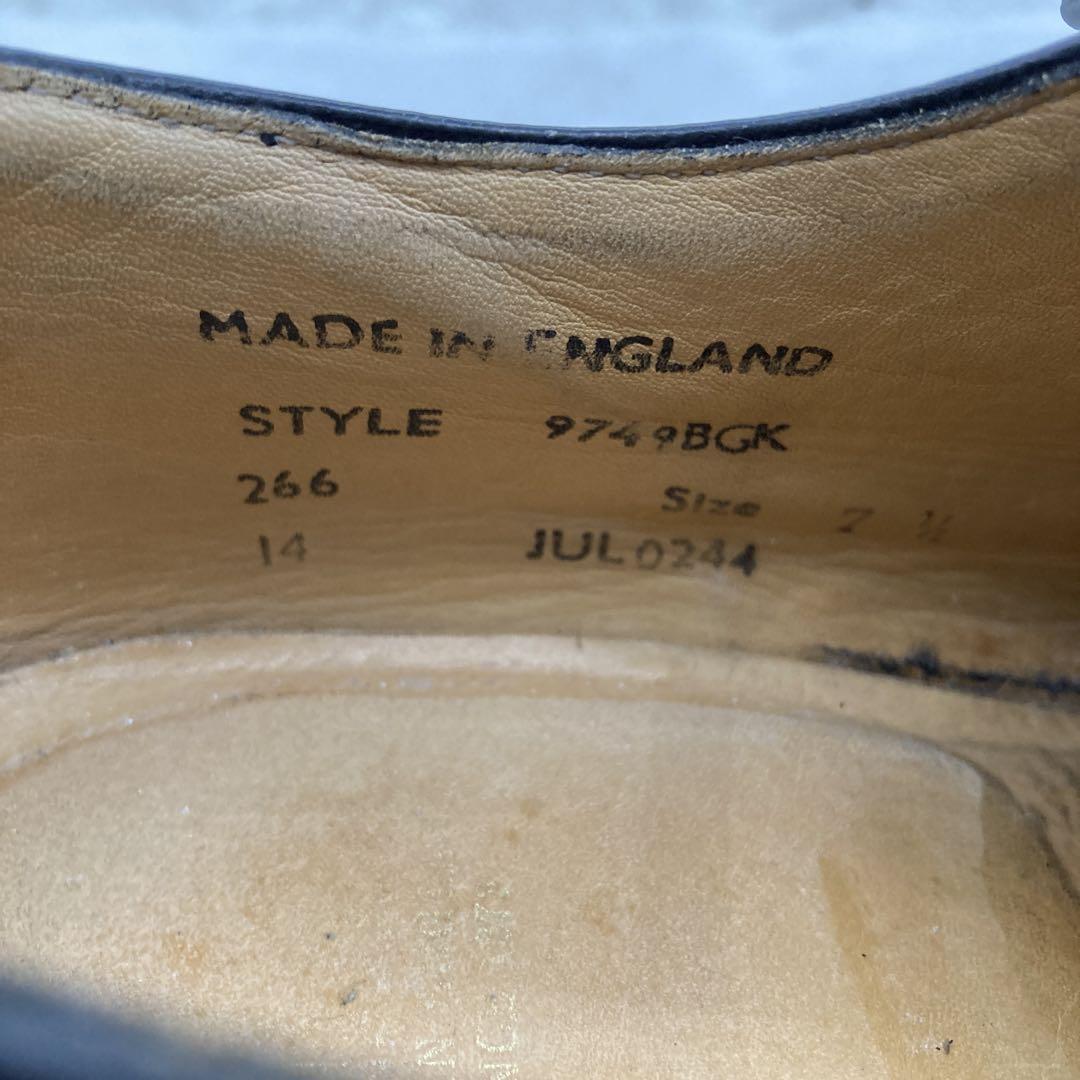 MADE IN ENGLAND
STYLE 9749BGK
266 Size 7 ½
14 JUL0244